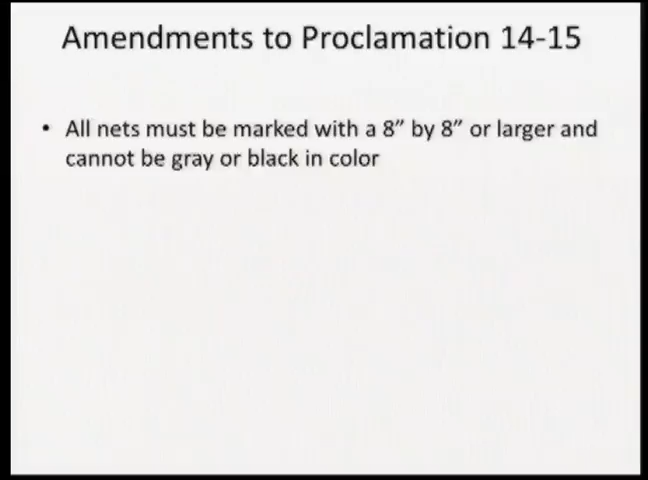 Amendments to Proclamation 14-15
• All nets must be marked with a 8” by 8” or larger and
cannot be gray or black in color